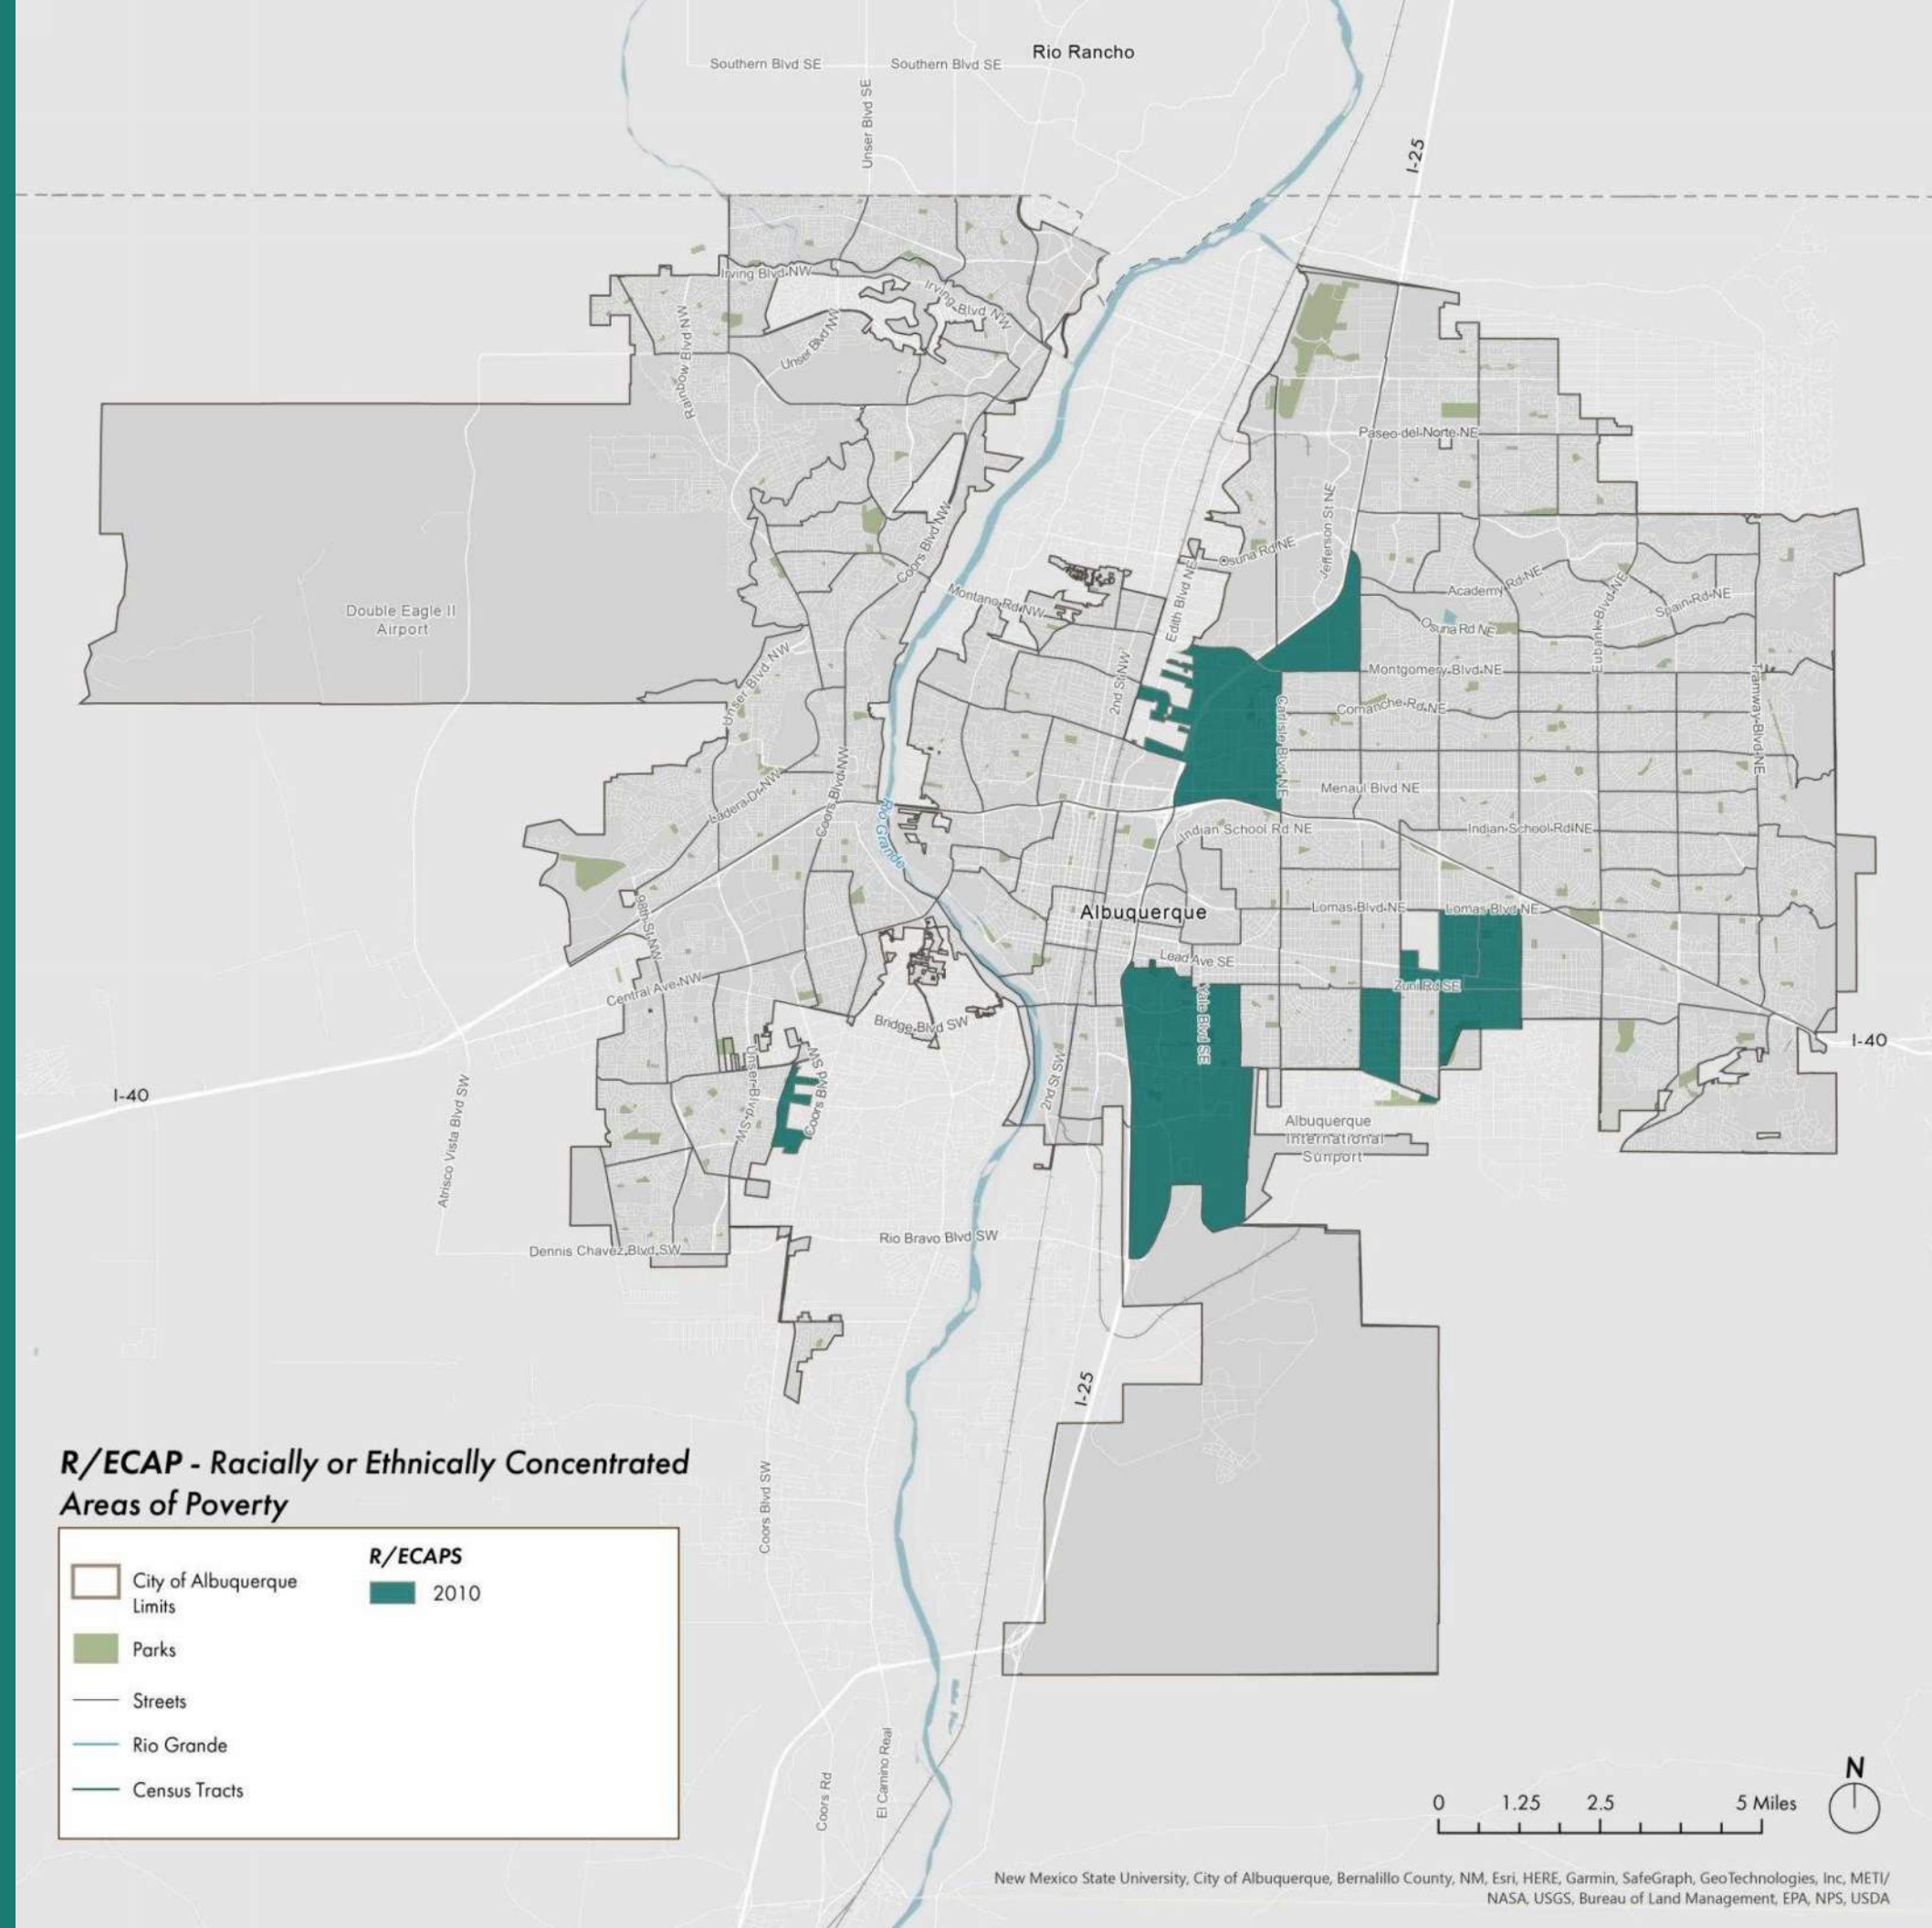 Rio Rancho
Southern Blvd SE
Southern Blvd SE
Unser Blvd SE
I-25
Irving Blvd NW
Irving Blvd NW
Rainbow Blvd NW
Unser Blvd NW
Paseo del Norte NE
Jefferson St NE
Coors Blvd NW
Osuna Rd NE
Edith Blvd NE
Montano Rd NW
Academy Rd NE
Eubank Blvd NE
Spain Rd NE
Osuna Rd NE
Double Eagle II
Airport
Unser Blvd NW
2nd St NW
Montgomery Blvd NE
Comanche Rd NE
Carlisle Blvd NE
Tramway Blvd NE
Menaul Blvd NE
Ladera Dr NW
Coors Blvd NW
Rio Grande
Indian School Rd NE
Indian School Rd NE
98th St NW
Albuquerque
Lomas Blvd NE
Lomas Blvd NE
Lead Ave SE
Zuni Rd SE
Central Ave NW
Yale Blvd SE
Bridge Blvd SW
I-40
Unser Blvd SW
Coors Blvd SW
2nd St SW
I-40
Atrisco Vista Blvd SW
Albuquerque
International
Sunport
Rio Bravo Blvd SW
Dennis Chavez Blvd SW
I-25
Coors Blvd SW
El Camino Real
Coors Rd
R/ECAP - Racially or Ethnically Concentrated
Areas of Poverty
City of Albuquerque
Limits
Parks
Streets
Rio Grande
Census Tracts
R/ECAPS
2010
N
0 1.25 2.5 5 Miles
New Mexico State University, City of Albuquerque, Bernalillo County, NM, Esri, HERE, Garmin, SafeGraph, GeoTechnologies, Inc, METI/
NASA, USGS, Bureau of Land Management, EPA, NPS, USDA